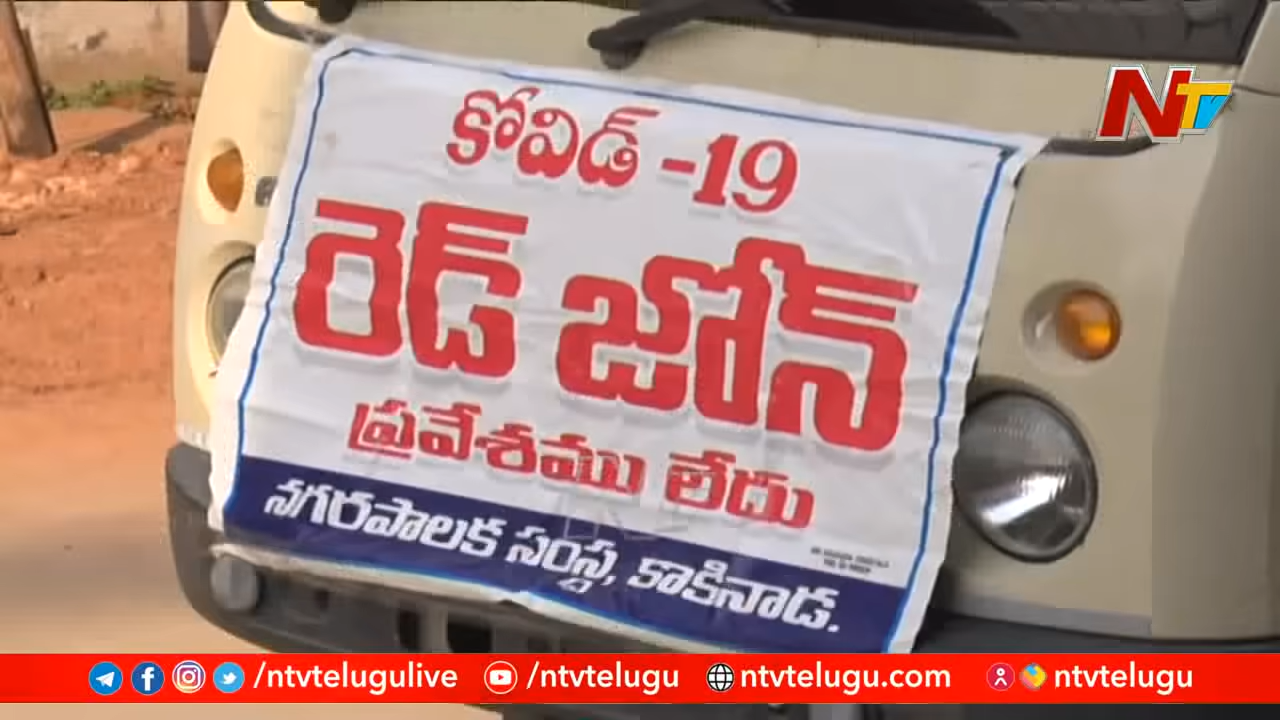 NTV
కోవిడ్ -19
రెడ్ జోన్
ప్రవేశము లేదు
నగరపాలక సంస్థ, కాకినాడ.
/ntvtelugulive /ntvtelugu ntvtelugu.com ntvtelugu